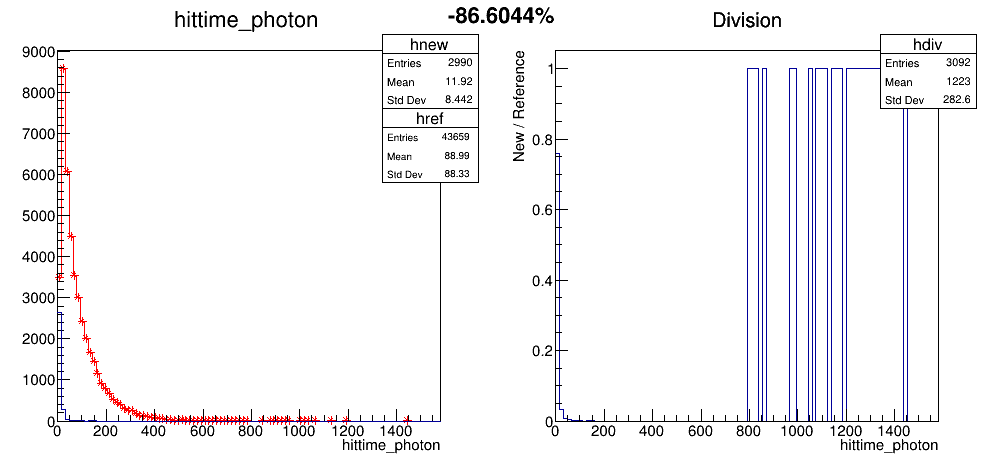 -86.6044%
hittime_photon
hnew
Entries 2990
Mean 11.92
Std Dev 8.442
href
Entries 43659
Mean 88.99
Std Dev 88.33
9000
8000
7000
6000
5000
4000
3000
2000
1000
0
0 200 400 600 800 1000 1200 1400
hittime_photon
Division
hdiv
Entries 3092
Mean 1223
Std Dev 282.6
New / Reference
1
0.8
0.6
0.4
0.2
0
0 200 400 600 800 1000 1200 1400
hittime_photon